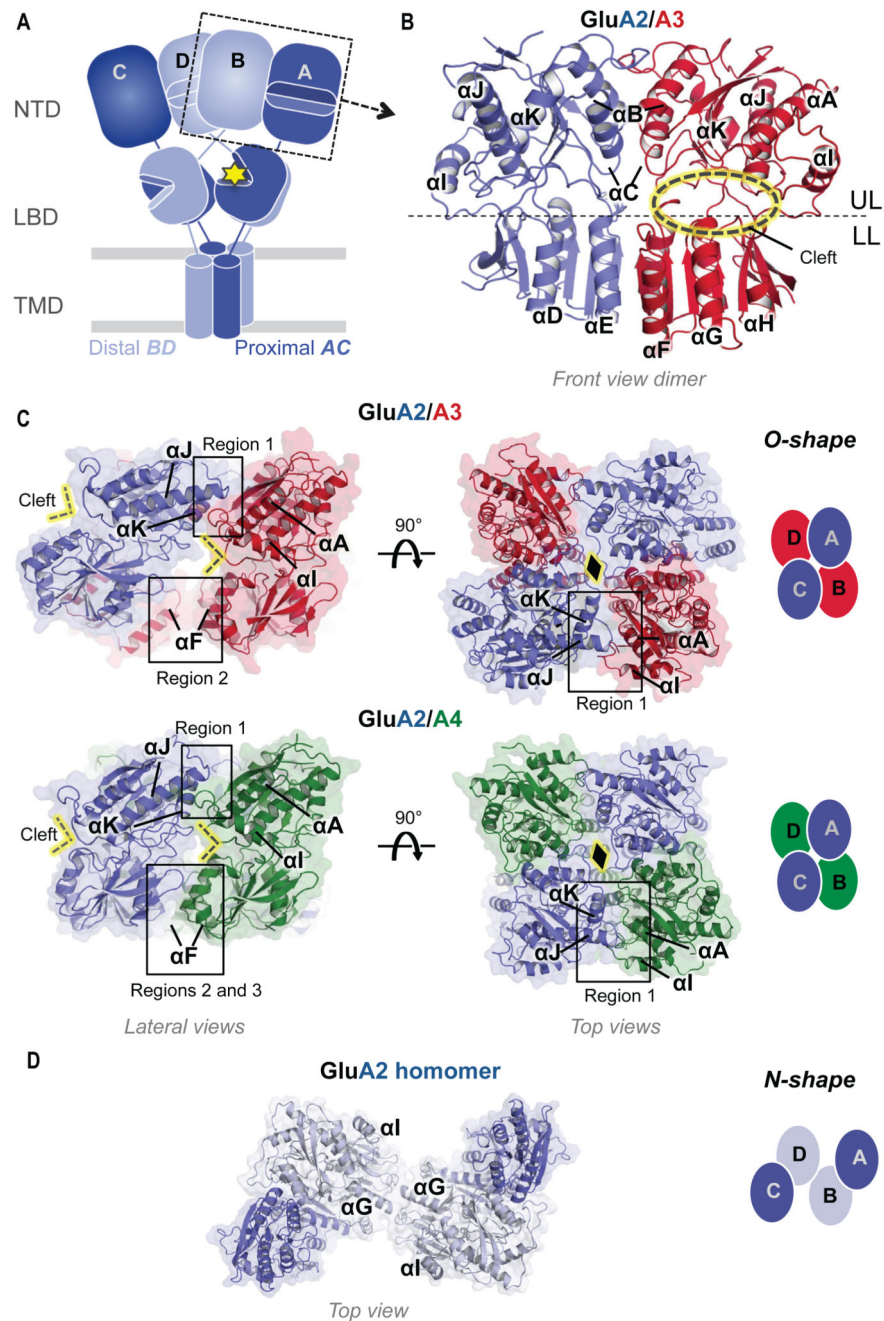 A
C
D
B
A
NTD
LBD
TMD
Distal BD
Proximal AC
B
GluA2/A3
αJ
αK
αB
αJ
αA
αK
αI
αI
αC
UL
LL
Cleft
αD
αE
αF
αG
αH
Front view dimer
C
GluA2/A3
Region 1
αJ
Cleft
αK
αA
αI
αF
Region 2
90°
αK
αJ
αA
αI
Region 1
O-shape
D
A
C
B
GluA2/A4
Region 1
αJ
Cleft
αK
αA
αI
αF
Regions 2 and 3
Lateral views
90°
αK
αJ
αA
αI
Region 1
Top views
D
A
C
B
D
GluA2 homomer
αI
αG
αG
αI
Top view
N-shape
D
A
C
B